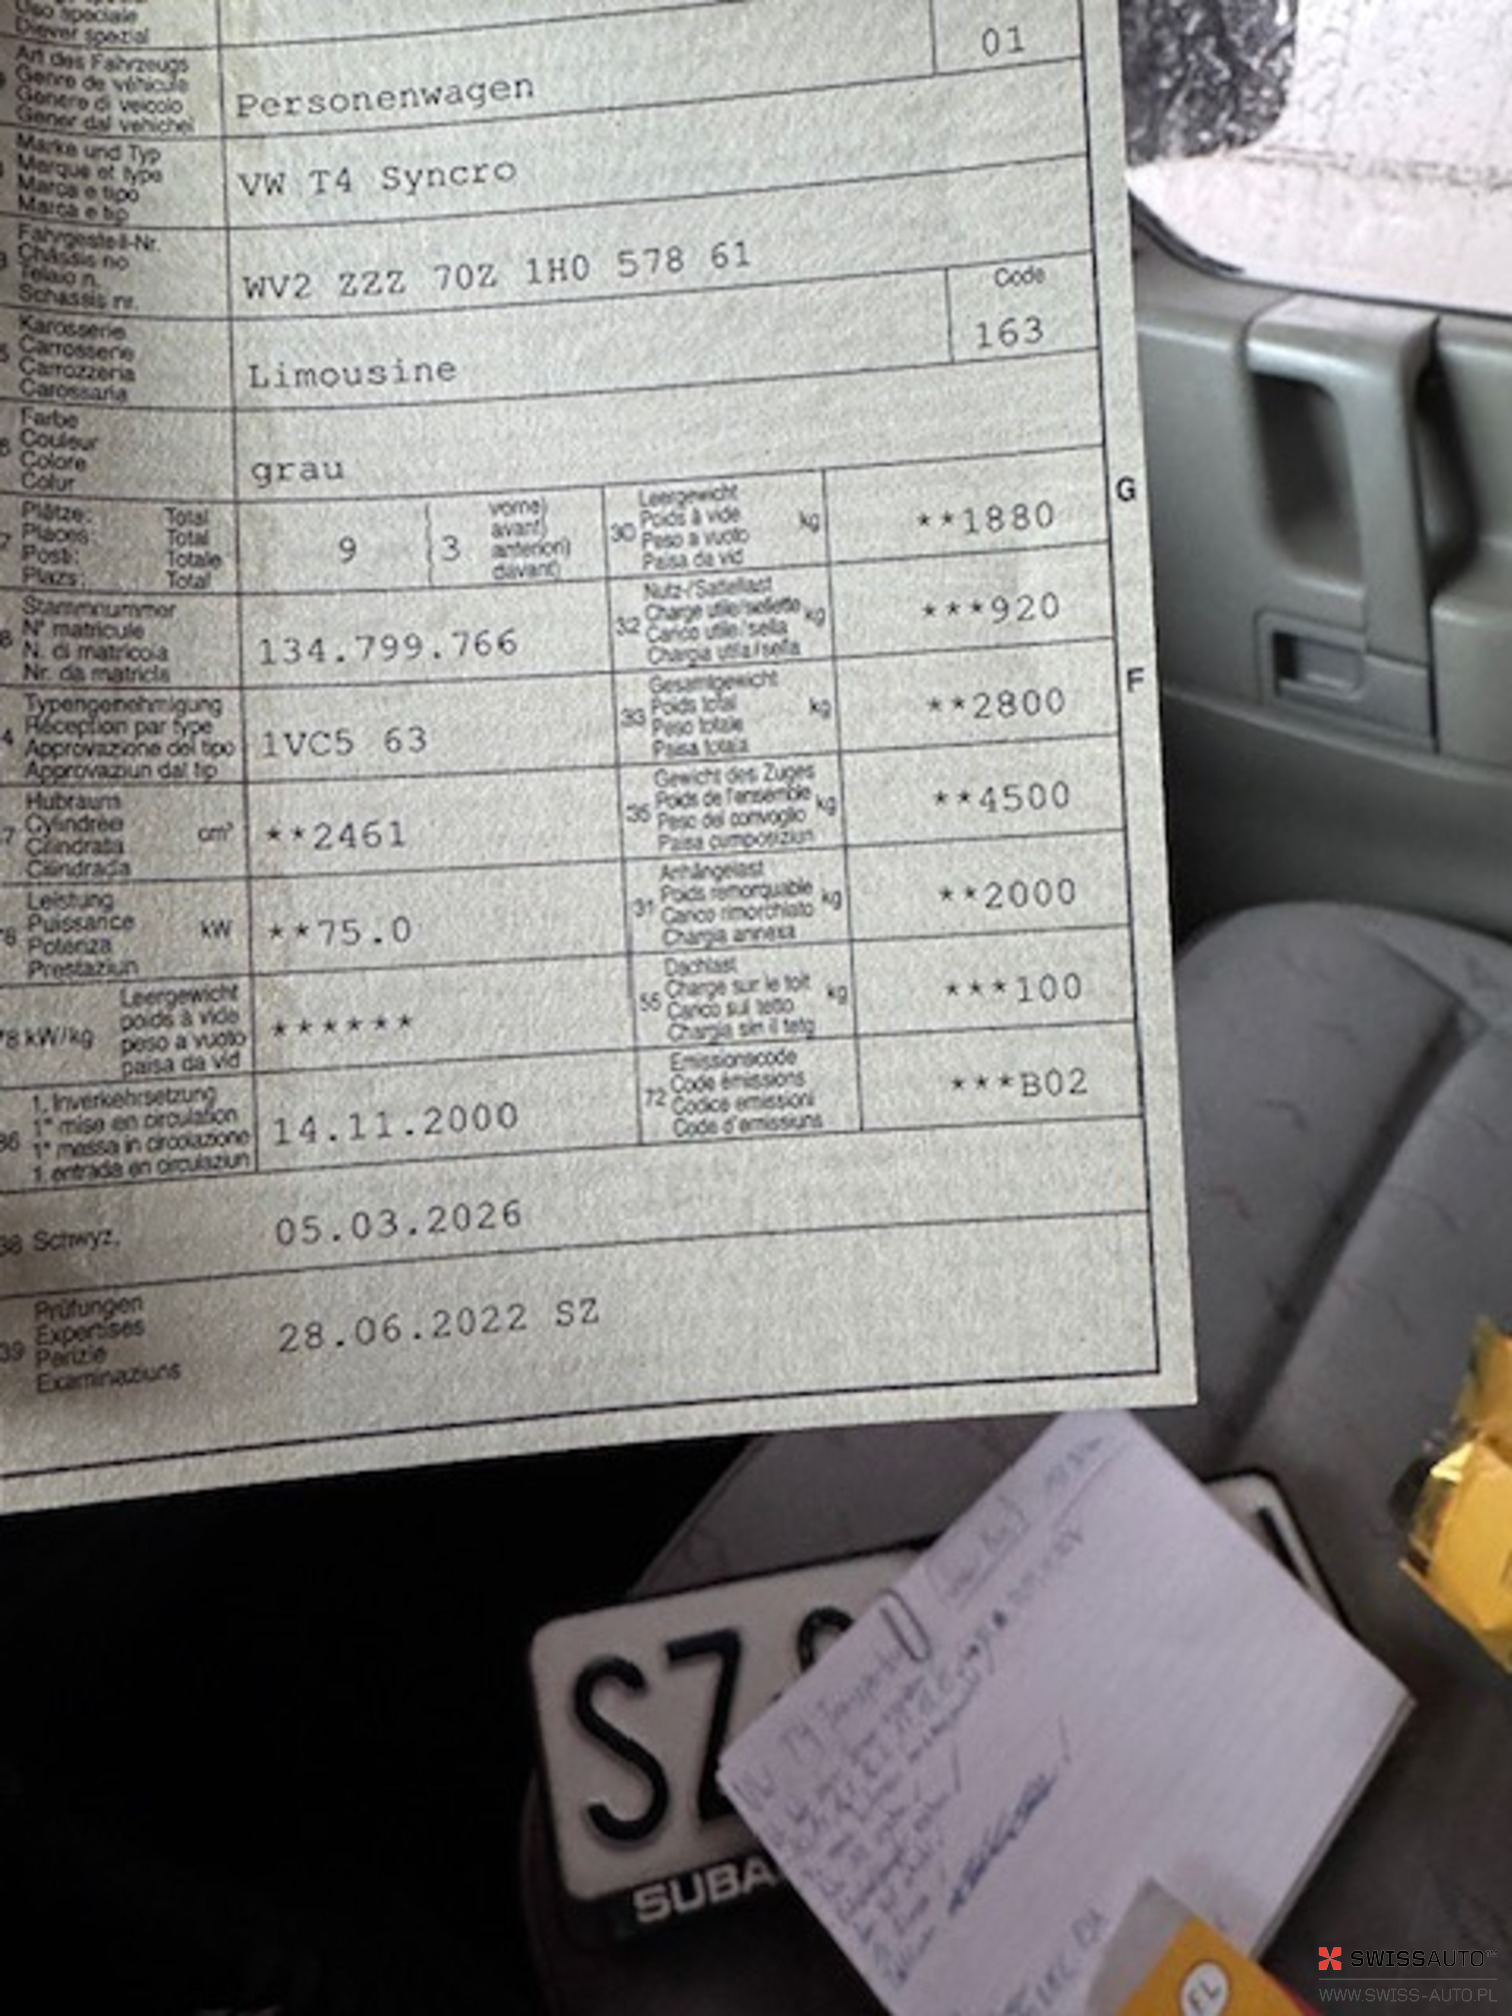 Uso speciale
Diever spezial
Art des Fahrzeugs
Genre de véhicule
Genere di veicolo
Gener dal vehichel
Personenwagen
01
Marke und Typ
Marque et type
Marca e tipo
Marca e tip
VW T4 Syncro
Fahrgestell-Nr.
Châssis no
Telaio n.
Schassis nr.
WV2 ZZZ 70Z 1H0 578 61
Karosserie
Carrosserie
Carrozzeria
Carossaria
Limousine
Code
163
Farbe
Couleur
Colore
Colur
grau
Plätze: Total
Places: Total
Posti: Totale
Plazs: Total
9
3
vorne)
avant)
anteriori)
davant)
30 Leergewicht
Poids à vide
Peso a vuoto
Paisa da vid
kg
**1880
G
Stammnummer
N° matricule
N. di matricola
Nr. da matricla
134.799.766
32 Nutz-/Sattellast
Charge utile/sellette
Carico utile/sella
Chargia utila/sella
kg
***920
Typengenehmigung
Réception par type
Approvazione del tipo
Approvaziun dal tip
1VC5 63
33 Gesamtgewicht
Poids total
Peso totale
Paisa totala
kg
**2800
F
Hubraum
Cylindrée
Cilindrata
Cilindrada
cm³
**2461
35 Gewicht des Zuges
Poids de l'ensemble
Peso del convoglio
Paisa cumposiziun
kg
**4500
Leistung
Puissance
Potenza
Prestaziun
kW
**75.0
31 Anhängelast
Poids remorquable
Carico rimorchiato
Chargia annexa
kg
**2000
78 kW/kg
Leergewicht
poids à vide
peso a vuoto
paisa da vid
******
55 Dachlast
Charge sur le toit
Carico sul tetto
Chargia sin il tetg
kg
***100
36 1. Inverkehrsetzung
1re mise en circulation
1a messa in circolazione
1. entrada en circulaziun
14.11.2000
72 Emissionscode
Code émissions
Codice emissioni
Code d'emissiuns
***B02
38 Schwyz,
05.03.2026
39 Prüfungen
Expertises
Perizie
Examinaziuns
28.06.2022 SZ
SZ
SUBA
FL
SWISSAUTO
WWW.SWISS-AUTO.PL